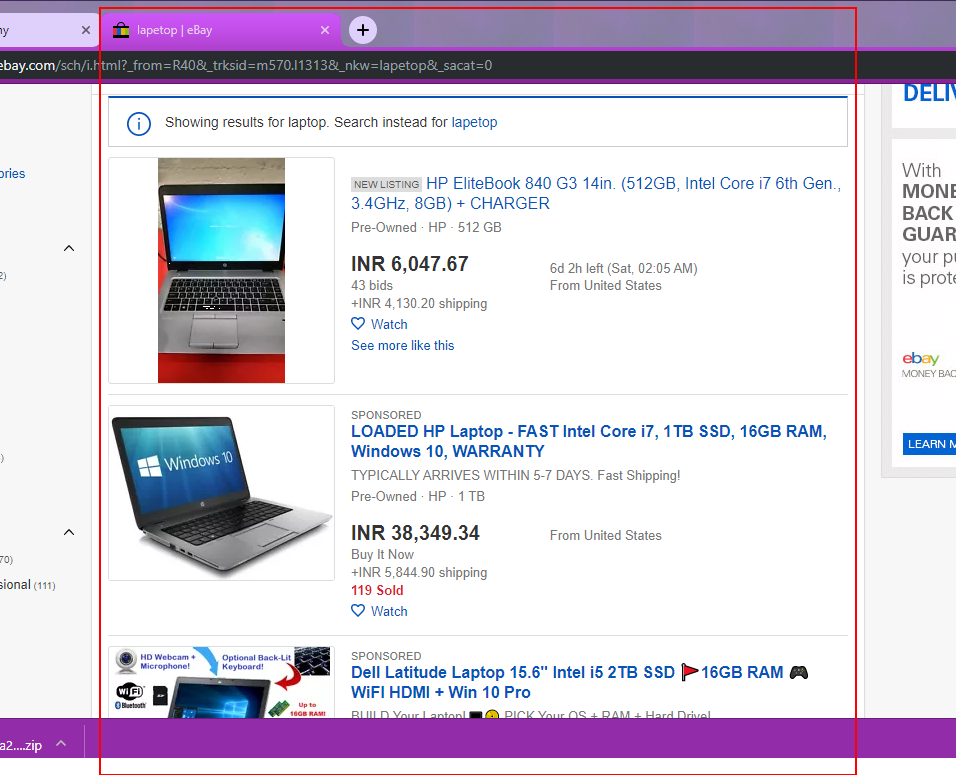 ny
lapetop | eBay
ebay.com/sch/i.html?_from=R40&_trksid=m570.l1313&_nkw=lapetop&_sacat=0
Showing results for laptop. Search instead for lapetop
ories
2)
)
70)
sional (111)
NEW LISTING HP EliteBook 840 G3 14in. (512GB, Intel Core i7 6th Gen.,
3.4GHz, 8GB) + CHARGER
Pre-Owned · HP · 512 GB
INR 6,047.67
6d 2h left (Sat, 02:05 AM)
43 bids
From United States
+INR 4,130.20 shipping
Watch
See more like this
Windows 10
SPONSORED
LOADED HP Laptop - FAST Intel Core i7, 1TB SSD, 16GB RAM,
Windows 10, WARRANTY
TYPICALLY ARRIVES WITHIN 5-7 DAYS. Fast Shipping!
Pre-Owned · HP · 1 TB
INR 38,349.34
From United States
Buy It Now
+INR 5,844.90 shipping
119 Sold
Watch
HD Webcam +
Microphone!
Optional Back-Lit
Keyboard!
WiFi
Bluetooth
Up to
16GB RAM!
SPONSORED
Dell Latitude Laptop 15.6" Intel i5 2TB SSD 🚩16GB RAM 🎮
WiFI HDMI + Win 10 Pro
BUILD Your Laptop! PICK Your OS + RAM + Hard Drive!
DELIV
With
MONE
BACK
GUAR
your pu
is prote
ebay
MONEY BAC
LEARN M
a2....zip